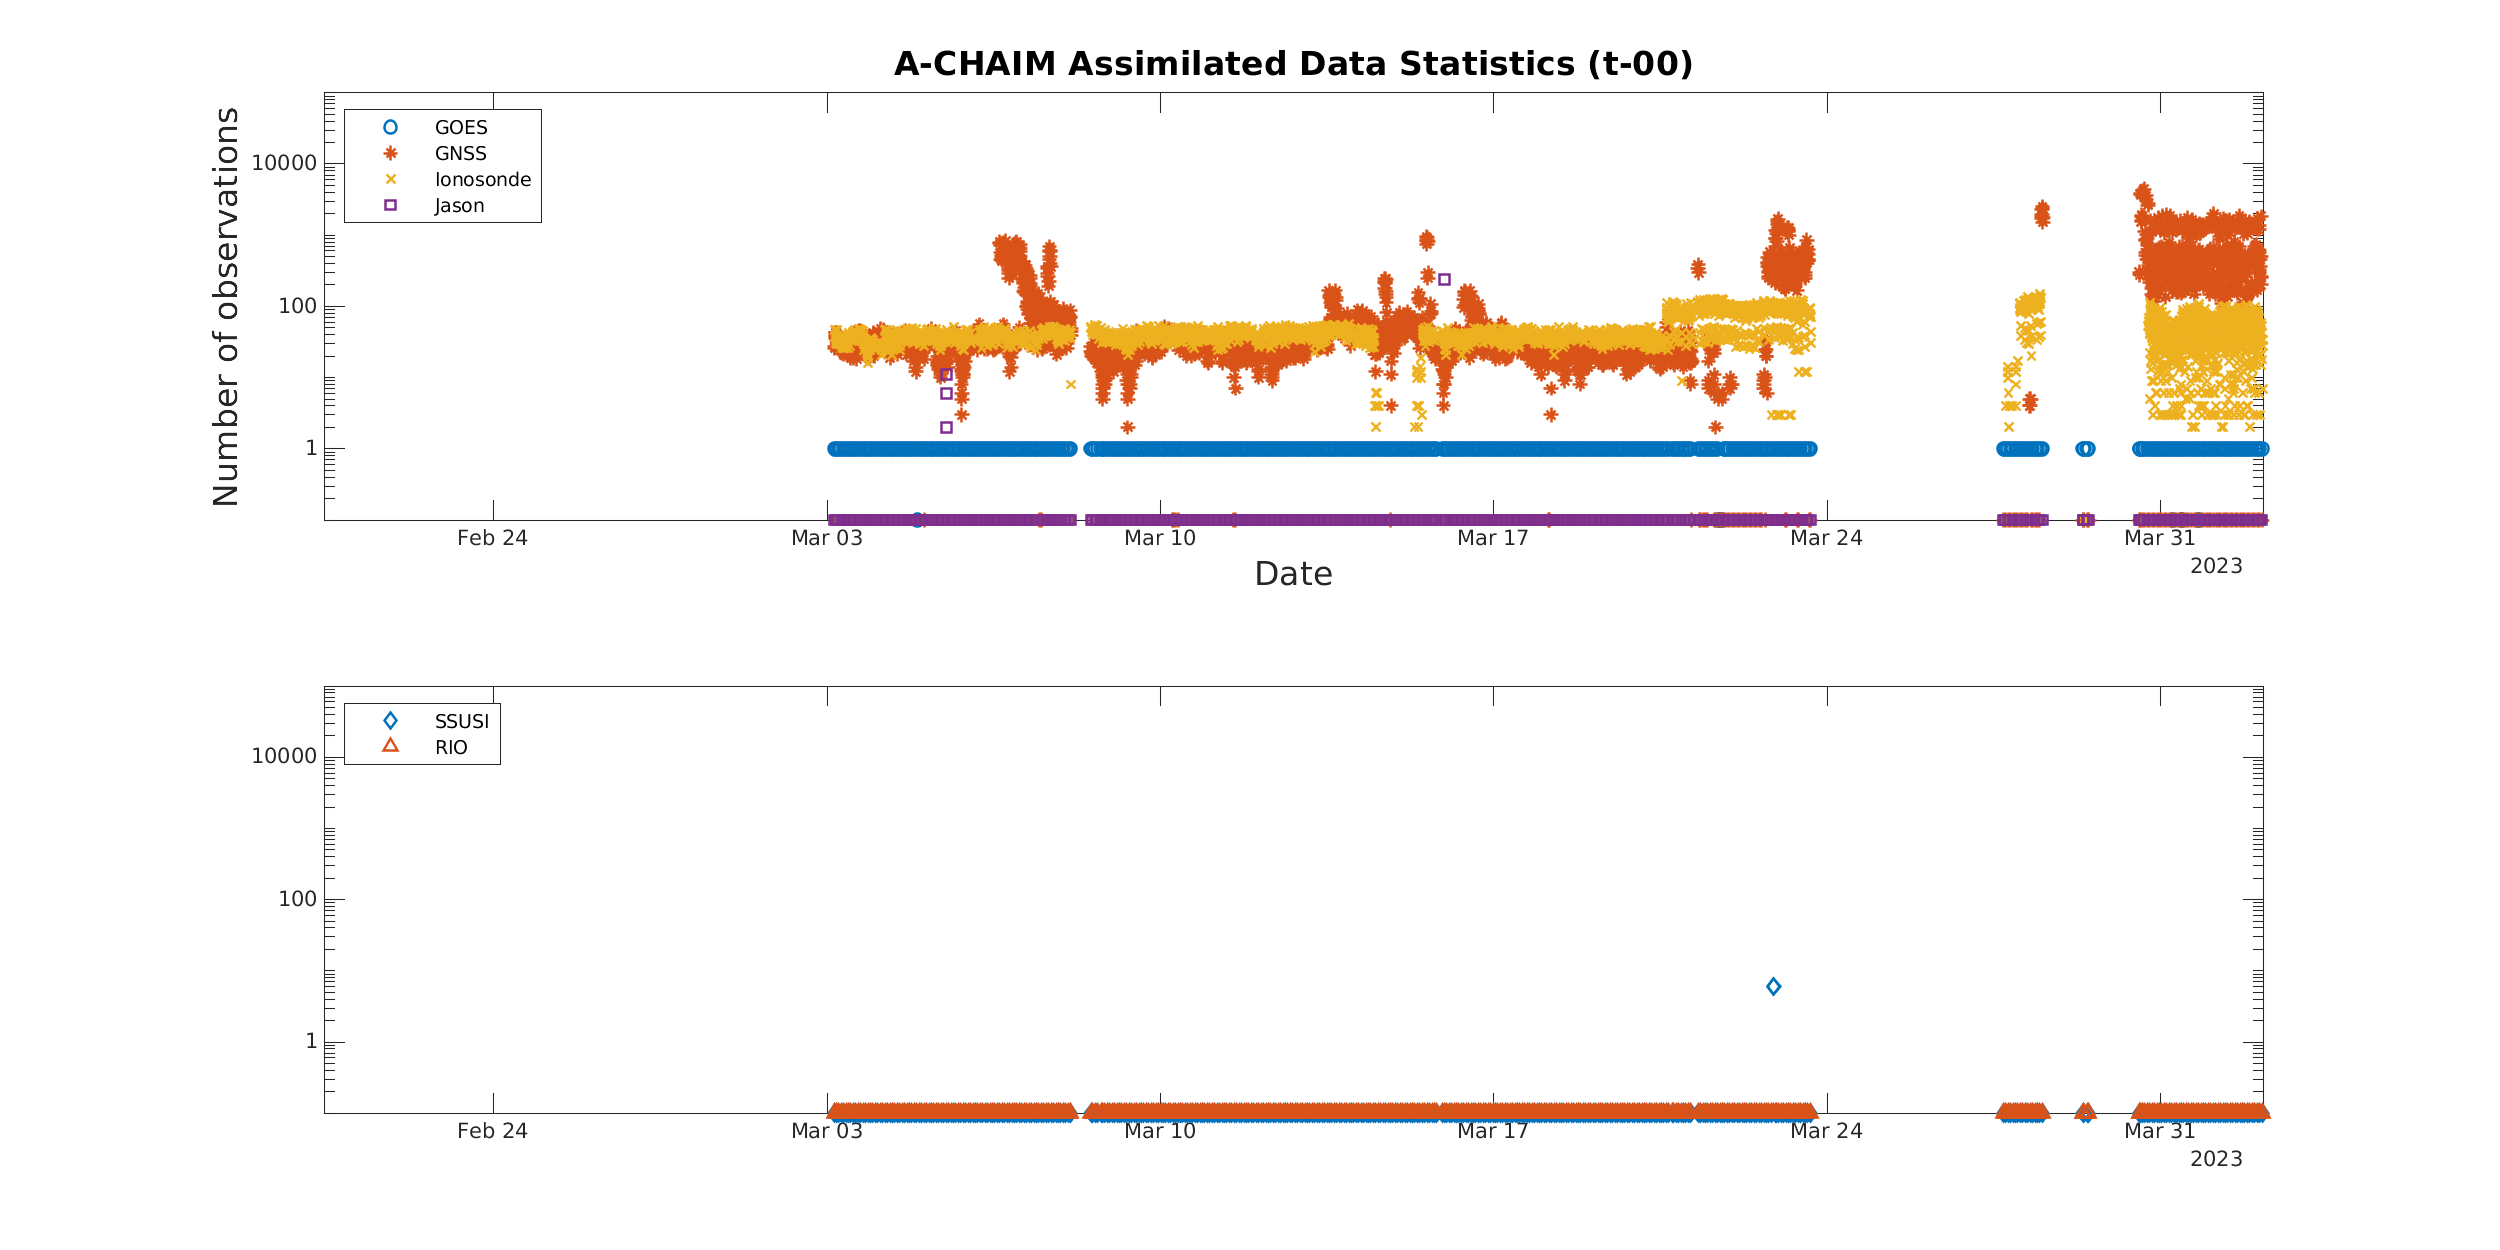 A-CHAIM Assimilated Data Statistics (t-00)
Number of observations
GOES
GNSS
Ionosonde
Jason
10000
100
1
Feb 24
Mar 03
Mar 10
Mar 17
Mar 24
Mar 31
2023
Date
SSUSI
RIO
10000
100
1
Feb 24
Mar 03
Mar 10
Mar 17
Mar 24
Mar 31
2023